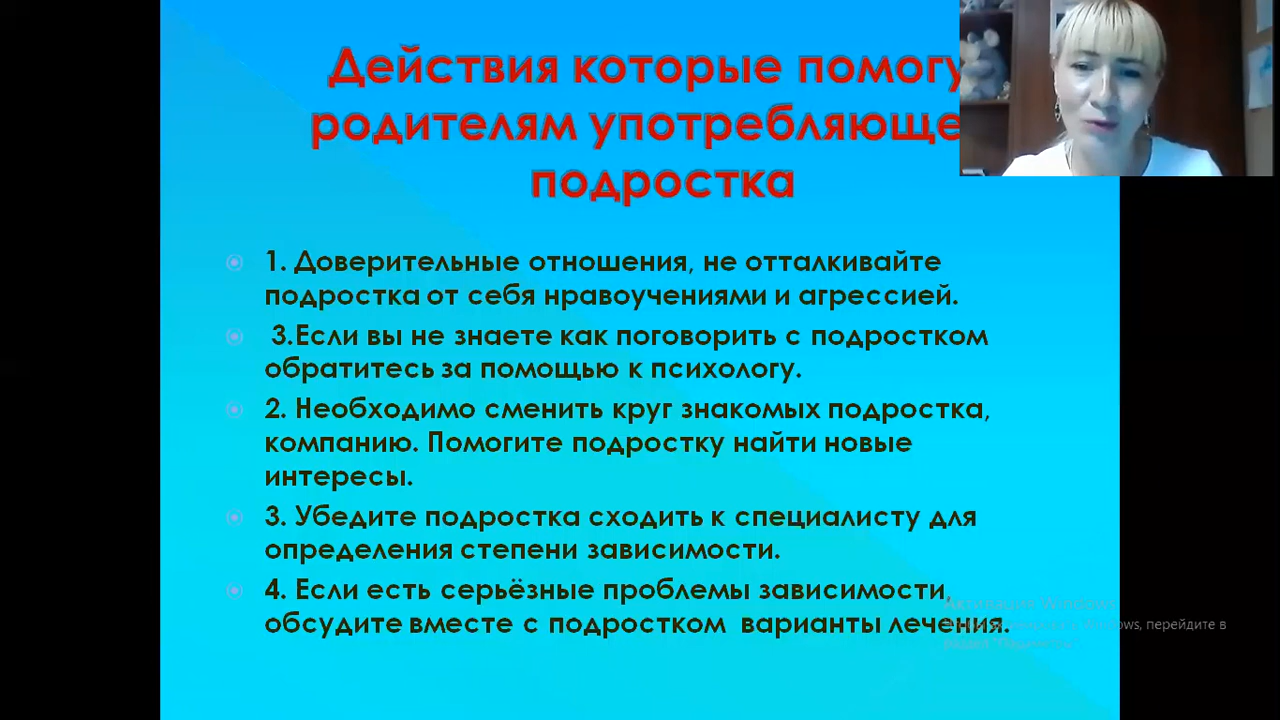 Действия которые помогу
родителям употребляюще
подростка
1. Доверительные отношения, не отталкивайте
подростка от себя нравоучениями и агрессией.
3.Если вы не знаете как поговорить с подростком
обратитесь за помощью к психологу.
2. Необходимо сменить круг знакомых подростка,
компанию. Помогите подростку найти новые
интересы.
3. Убедите подростка сходить к специалисту для
определения степени зависимости.
4. Если есть серьёзные проблемы зависимости,
обсудите вместе с подростком варианты лечения.
Активация Windows
Windows, перейдите в
раздел "Параметры".